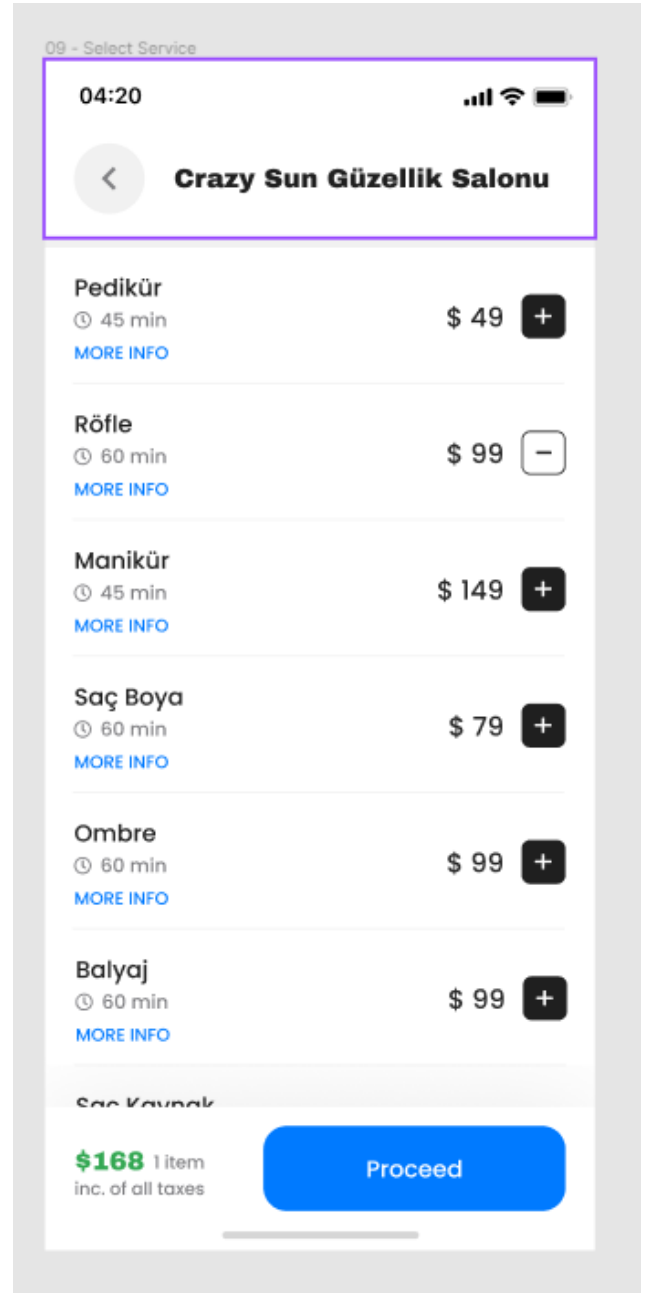 09 - Select Service
04:20
Crazy Sun Güzellik Salonu
Pedikür
45 min
$ 49 +
MORE INFO
Röfle
60 min
$ 99 −
MORE INFO
Manikür
45 min
$ 149 +
MORE INFO
Saç Boya
60 min
$ 79 +
MORE INFO
Ombre
60 min
$ 99 +
MORE INFO
Balyaj
60 min
$ 99 +
MORE INFO
Saç Kaynak
$168 1 item
inc. of all taxes
Proceed